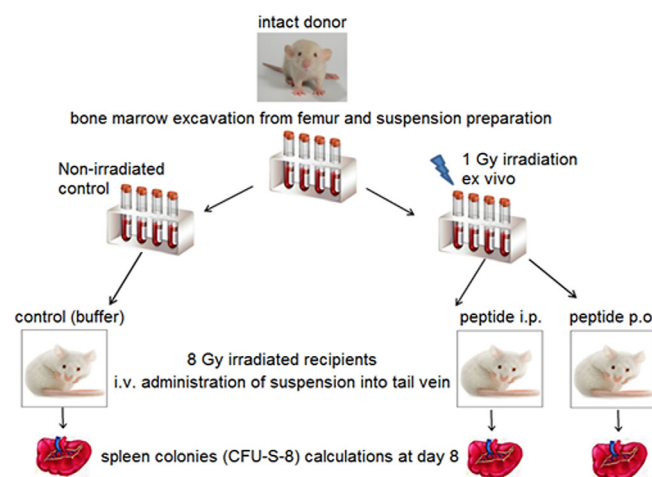 intact donor
bone marrow excavation from femur and suspension preparation
Non-irradiated
control
1 Gy irradiation
ex vivo
control (buffer)
peptide i.p.
peptide p.o
8 Gy irradiated recipients
i.v. administration of suspension into tail vein
spleen colonies (CFU-S-8) calculations at day 8